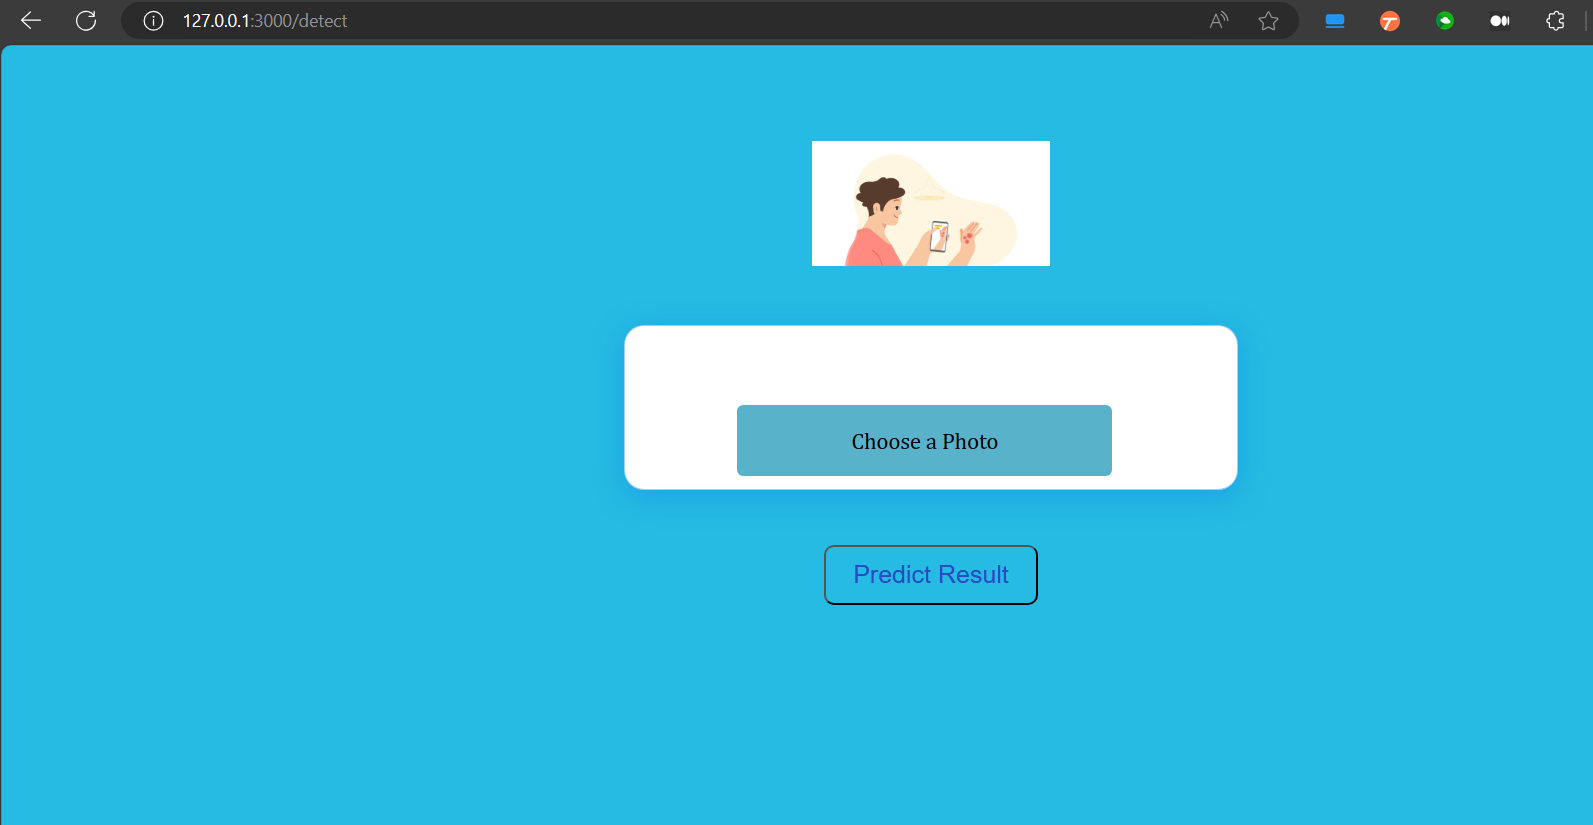 127.0.0.1:3000/detect
Choose a Photo
Predict Result